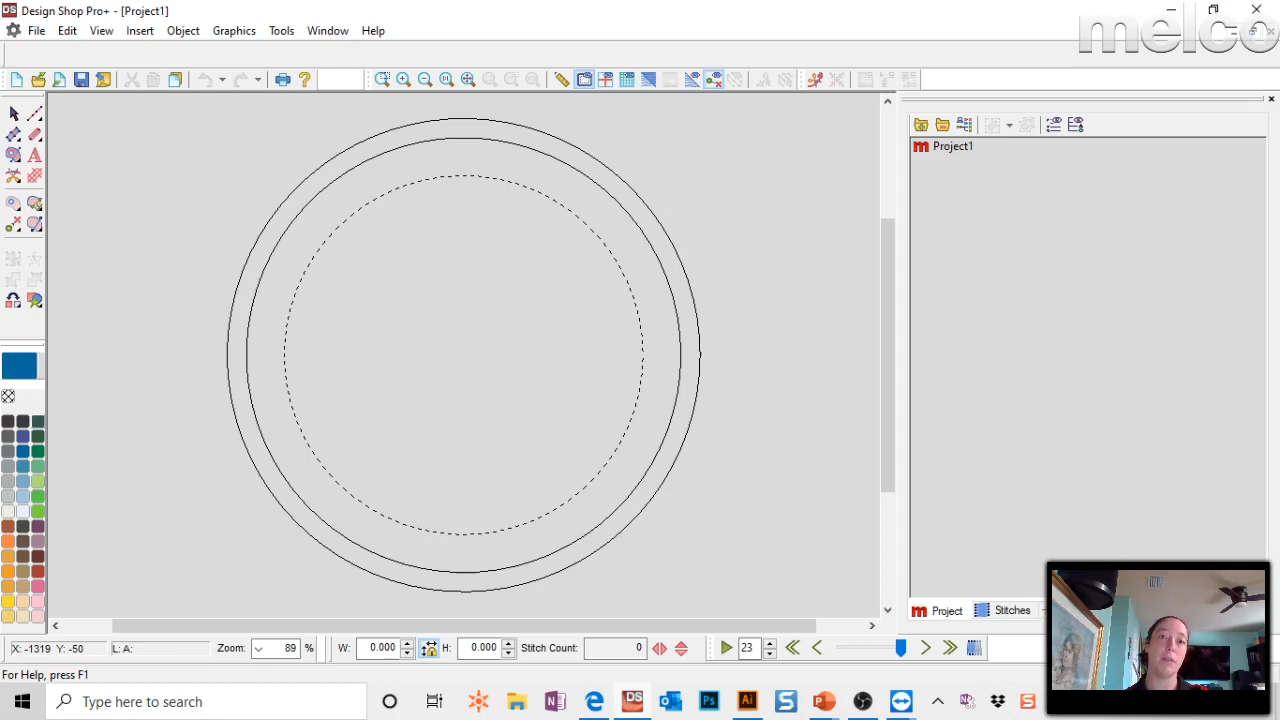 DS Design Shop Pro+ - [Project1]
File Edit View Insert Object Graphics Tools Window Help
melco
Project1
X: -1319 Y: -50 L: A: Zoom: 89 % W: 0.000 H: 0.000 Stitch Count: 0 23
Project Stitches
For Help, press F1
Type here to search